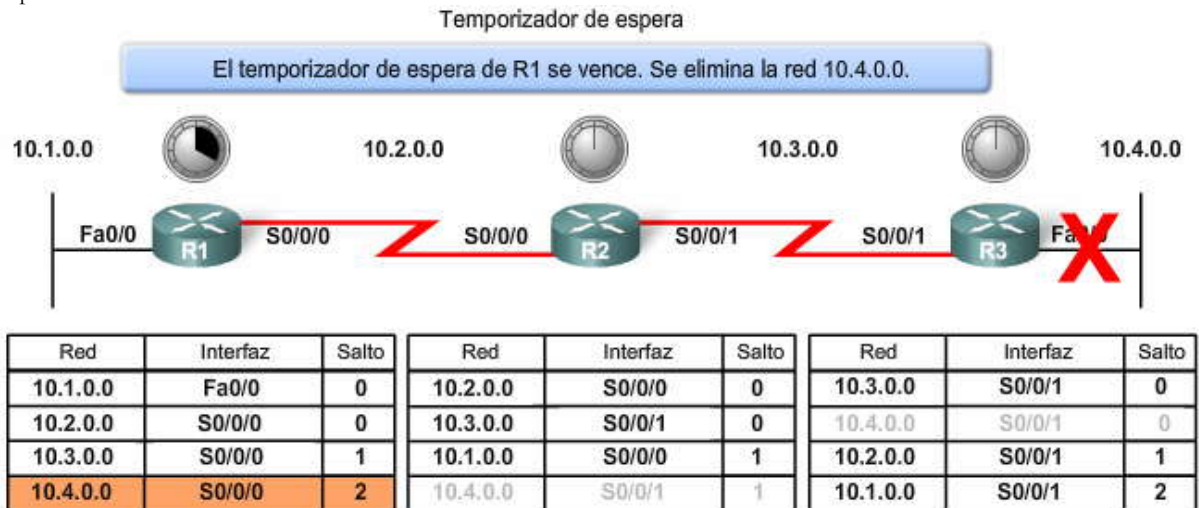 Temporizador de espera
El temporizador de espera de R1 se vence. Se elimina la red 10.4.0.0.
10.1.0.0 10.2.0.0 10.3.0.0 10.4.0.0
Fa0/0 R1 S0/0/0 S0/0/0 R2 S0/0/1 S0/0/1 R3
Red Interfaz Salto Red Interfaz Salto Red Interfaz Salto
10.1.0.0 Fa0/0 0 10.2.0.0 S0/0/0 0 10.3.0.0 S0/0/1 0
10.2.0.0 S0/0/0 0 10.3.0.0 S0/0/1 0 10.4.0.0 S0/0/1 0
10.3.0.0 S0/0/0 1 10.1.0.0 S0/0/0 1 10.2.0.0 S0/0/1 1
10.4.0.0 S0/0/0 2 10.4.0.0 S0/0/1 1 10.1.0.0 S0/0/1 2